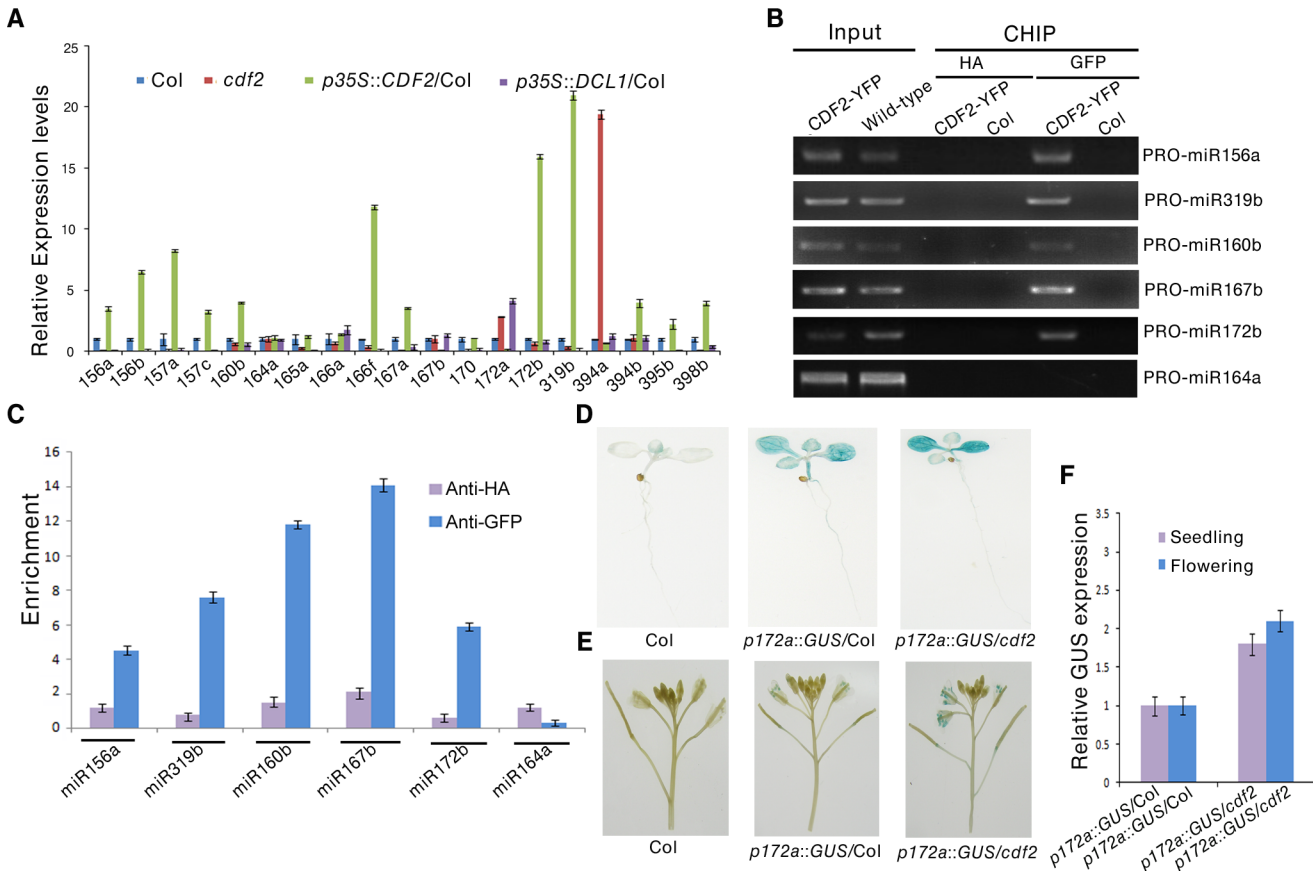 A
25
20
15
10
5
0
Relative Expression levels
Col
cdf2
p35S::CDF2/Col
p35S::DCL1/Col
156a
156b
157a
157c
160b
164a
165a
166a
166f
167a
167b
170
172a
172b
319b
394a
394b
395b
398b
B
Input
CHIP
HA
GFP
CDF2-YFP
Wild-type
CDF2-YFP
Col
CDF2-YFP
Col
PRO-miR156a
PRO-miR319b
PRO-miR160b
PRO-miR167b
PRO-miR172b
PRO-miR164a
C
16
14
12
10
8
6
4
2
0
Enrichment
Anti-HA
Anti-GFP
miR156a
miR319b
miR160b
miR167b
miR172b
miR164a
D
Col
p172a::GUS/Col
p172a::GUS/cdf2
E
Col
p172a::GUS/Col
p172a::GUS/cdf2
F
3.5
3
2.5
2
1.5
1
0.5
0
Relative GUS expression
Seedling
Flowering
p172a::GUS/Col
p172a::GUS/Col
p172a::GUS/cdf2
p172a::GUS/cdf2